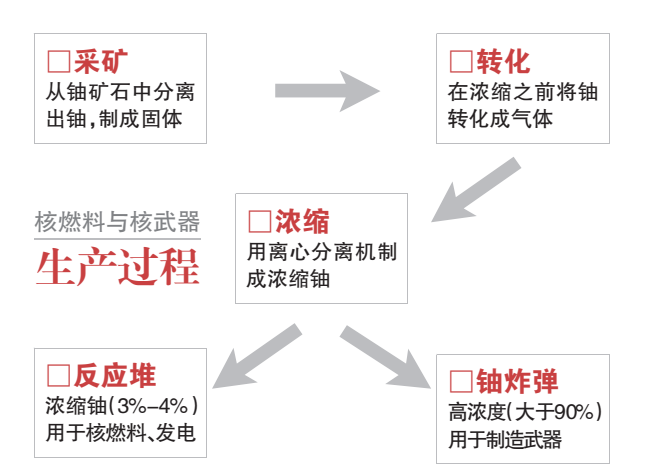 □采矿
从铀矿石中分离
出铀,制成固体
□转化
在浓缩之前将铀
转化成气体
核燃料与核武器
生产过程
□浓缩
用离心分离机制
成浓缩铀
□反应堆
浓缩铀(3%–4%)
用于核燃料、发电
□铀炸弹
高浓度(大于90%)
用于制造武器